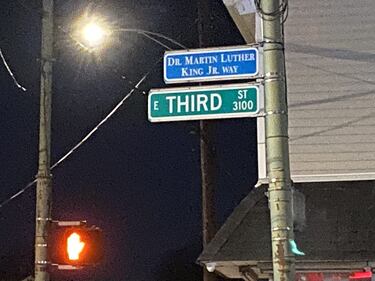 DR. MARTIN LUTHER
KING JR. WAY
E THIRD ST
3100